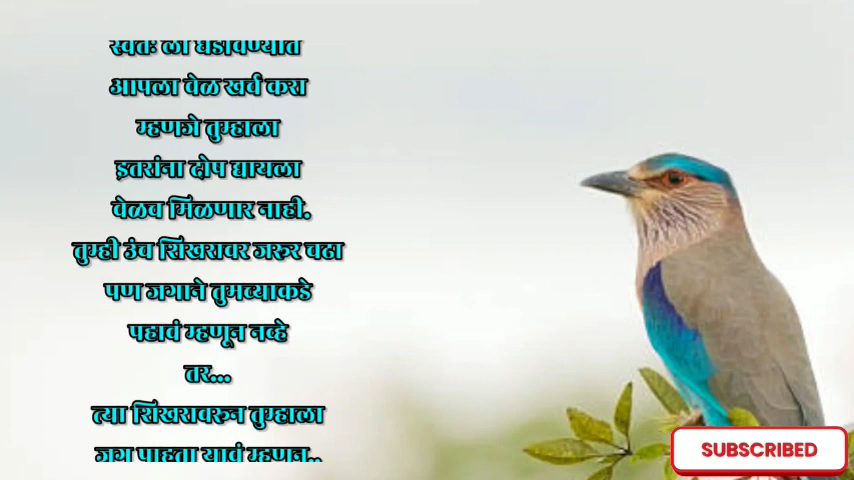 स्वतः ला घडविण्यात
आपला वेळ खर्च करा
म्हणजे तुम्हाला
इतरांना दोष द्यायला
वेळच मिळणार नाही.
तुम्ही उंच शिखरावर जरूर चढा
पण जगाने तुमच्याकडे
पहावं म्हणून नव्हे
तर...
त्या शिखरावरून तुम्हाला
जग पाहता यावं म्हणून..
SUBSCRIBED